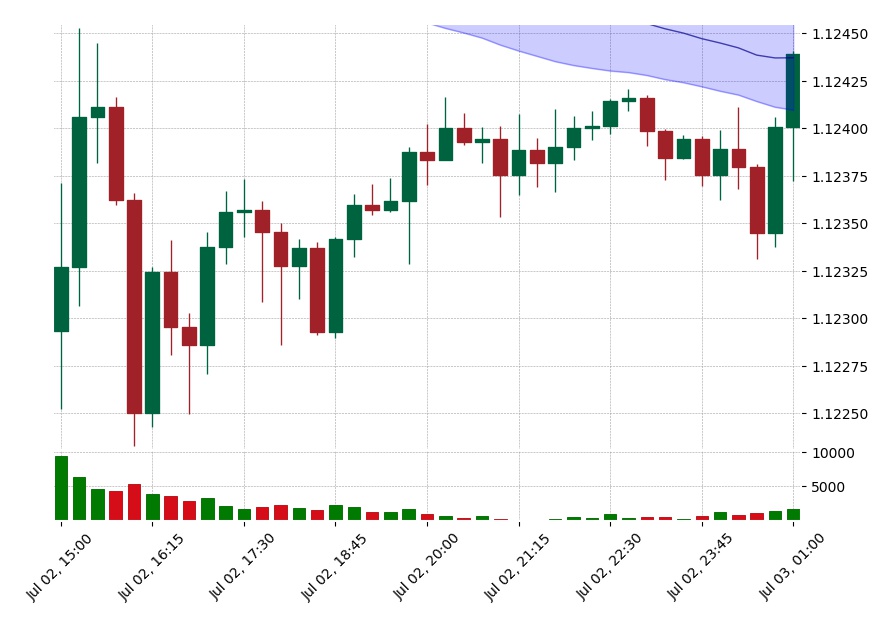 1.12450
1.12425
1.12400
1.12375
1.12350
1.12325
1.12300
1.12275
1.12250
10000
5000
Jul 02, 15:00
Jul 02, 16:15
Jul 02, 17:30
Jul 02, 18:45
Jul 02, 20:00
Jul 02, 21:15
Jul 02, 22:30
Jul 02, 23:45
Jul 03, 01:00